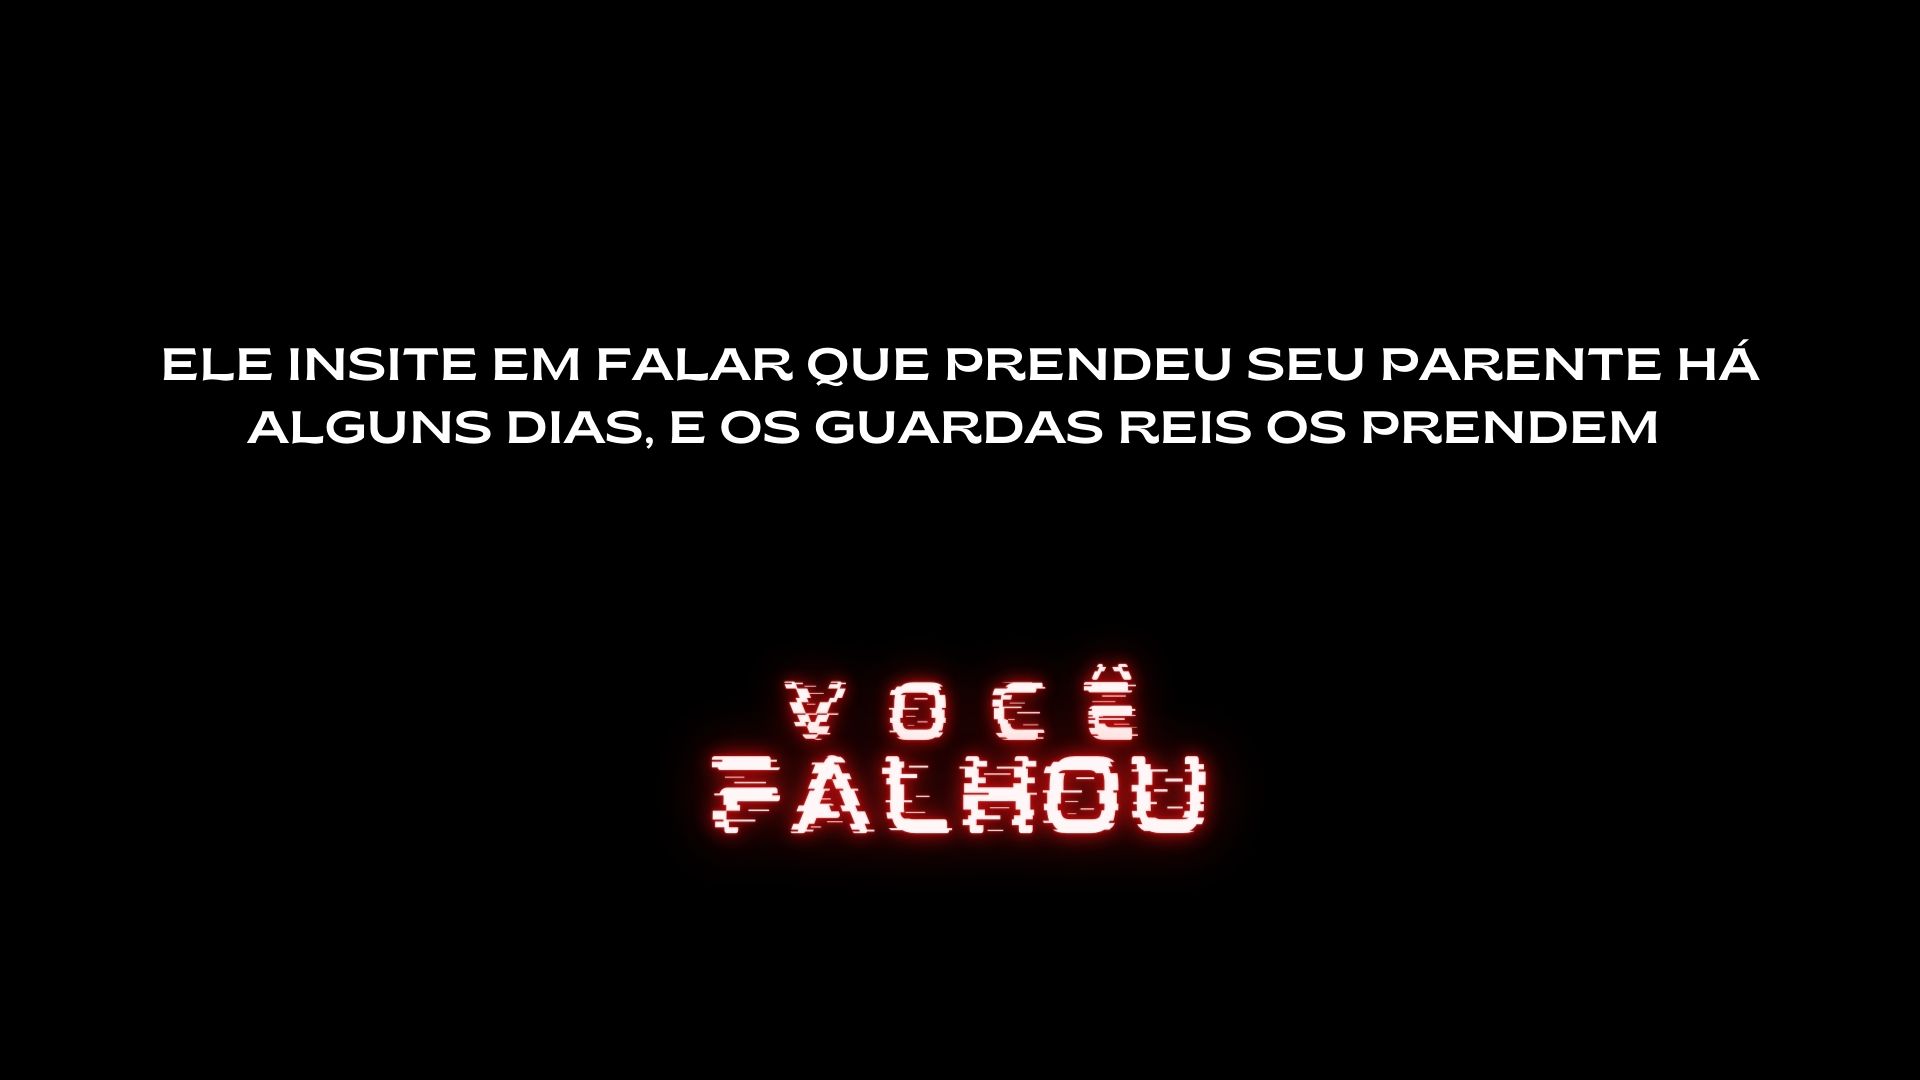 ELE INSITE EM FALAR QUE PRENDEU SEU PARENTE HÁ
ALGUNS DIAS, E OS GUARDAS REIS OS PRENDEM
VOCÊ
FALHOU